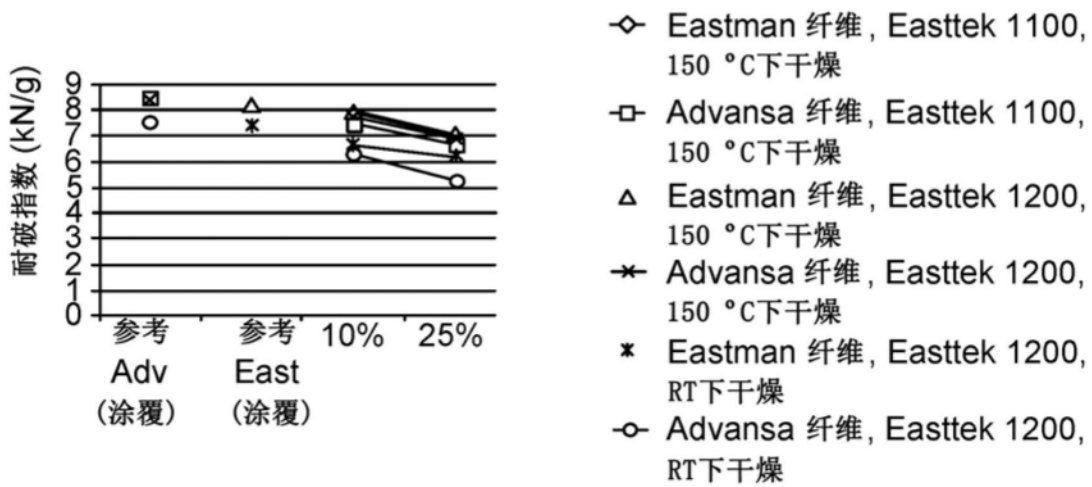 耐破指数 (kN/g)
9
8
7
6
5
4
3
2
1
0
参考 参考 10% 25%
Adv East
(涂覆) (涂覆)
Eastman 纤维, Easttek 1100,
150 °C下干燥
Advansa 纤维, Easttek 1100,
150 °C下干燥
Eastman 纤维, Easttek 1200,
150 °C下干燥
Advansa 纤维, Easttek 1200,
150 °C下干燥
Eastman 纤维, Easttek 1200,
RT下干燥
Advansa 纤维, Easttek 1200,
RT下干燥